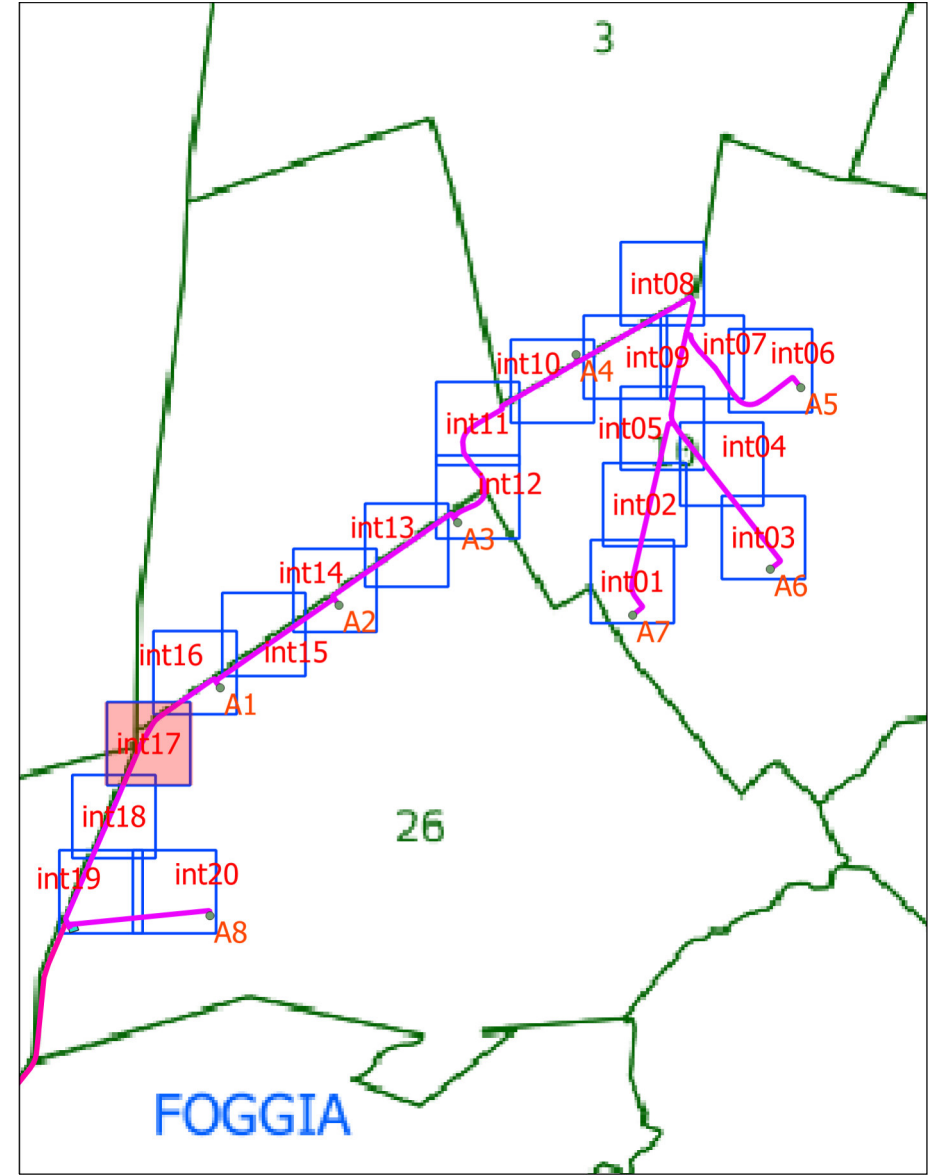 3
int08
int07
int06
int09
int10
A4
A5
int11
int05
int04
int12
int02
int13
A3
int03
int14
int01
A6
A2
A7
int16
int15
A1
int17
int18
26
int19
int20
A8
FOGGIA